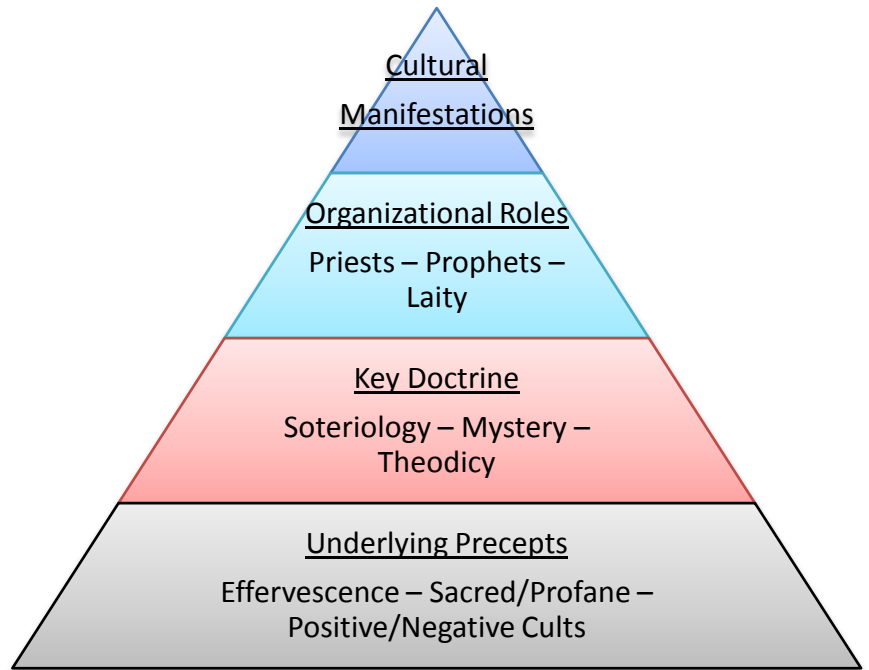 Cultural
Manifestations
Organizational Roles
Priests – Prophets –
Laity
Key Doctrine
Soteriology – Mystery –
Theodicy
Underlying Precepts
Effervescence – Sacred/Profane –
Positive/Negative Cults